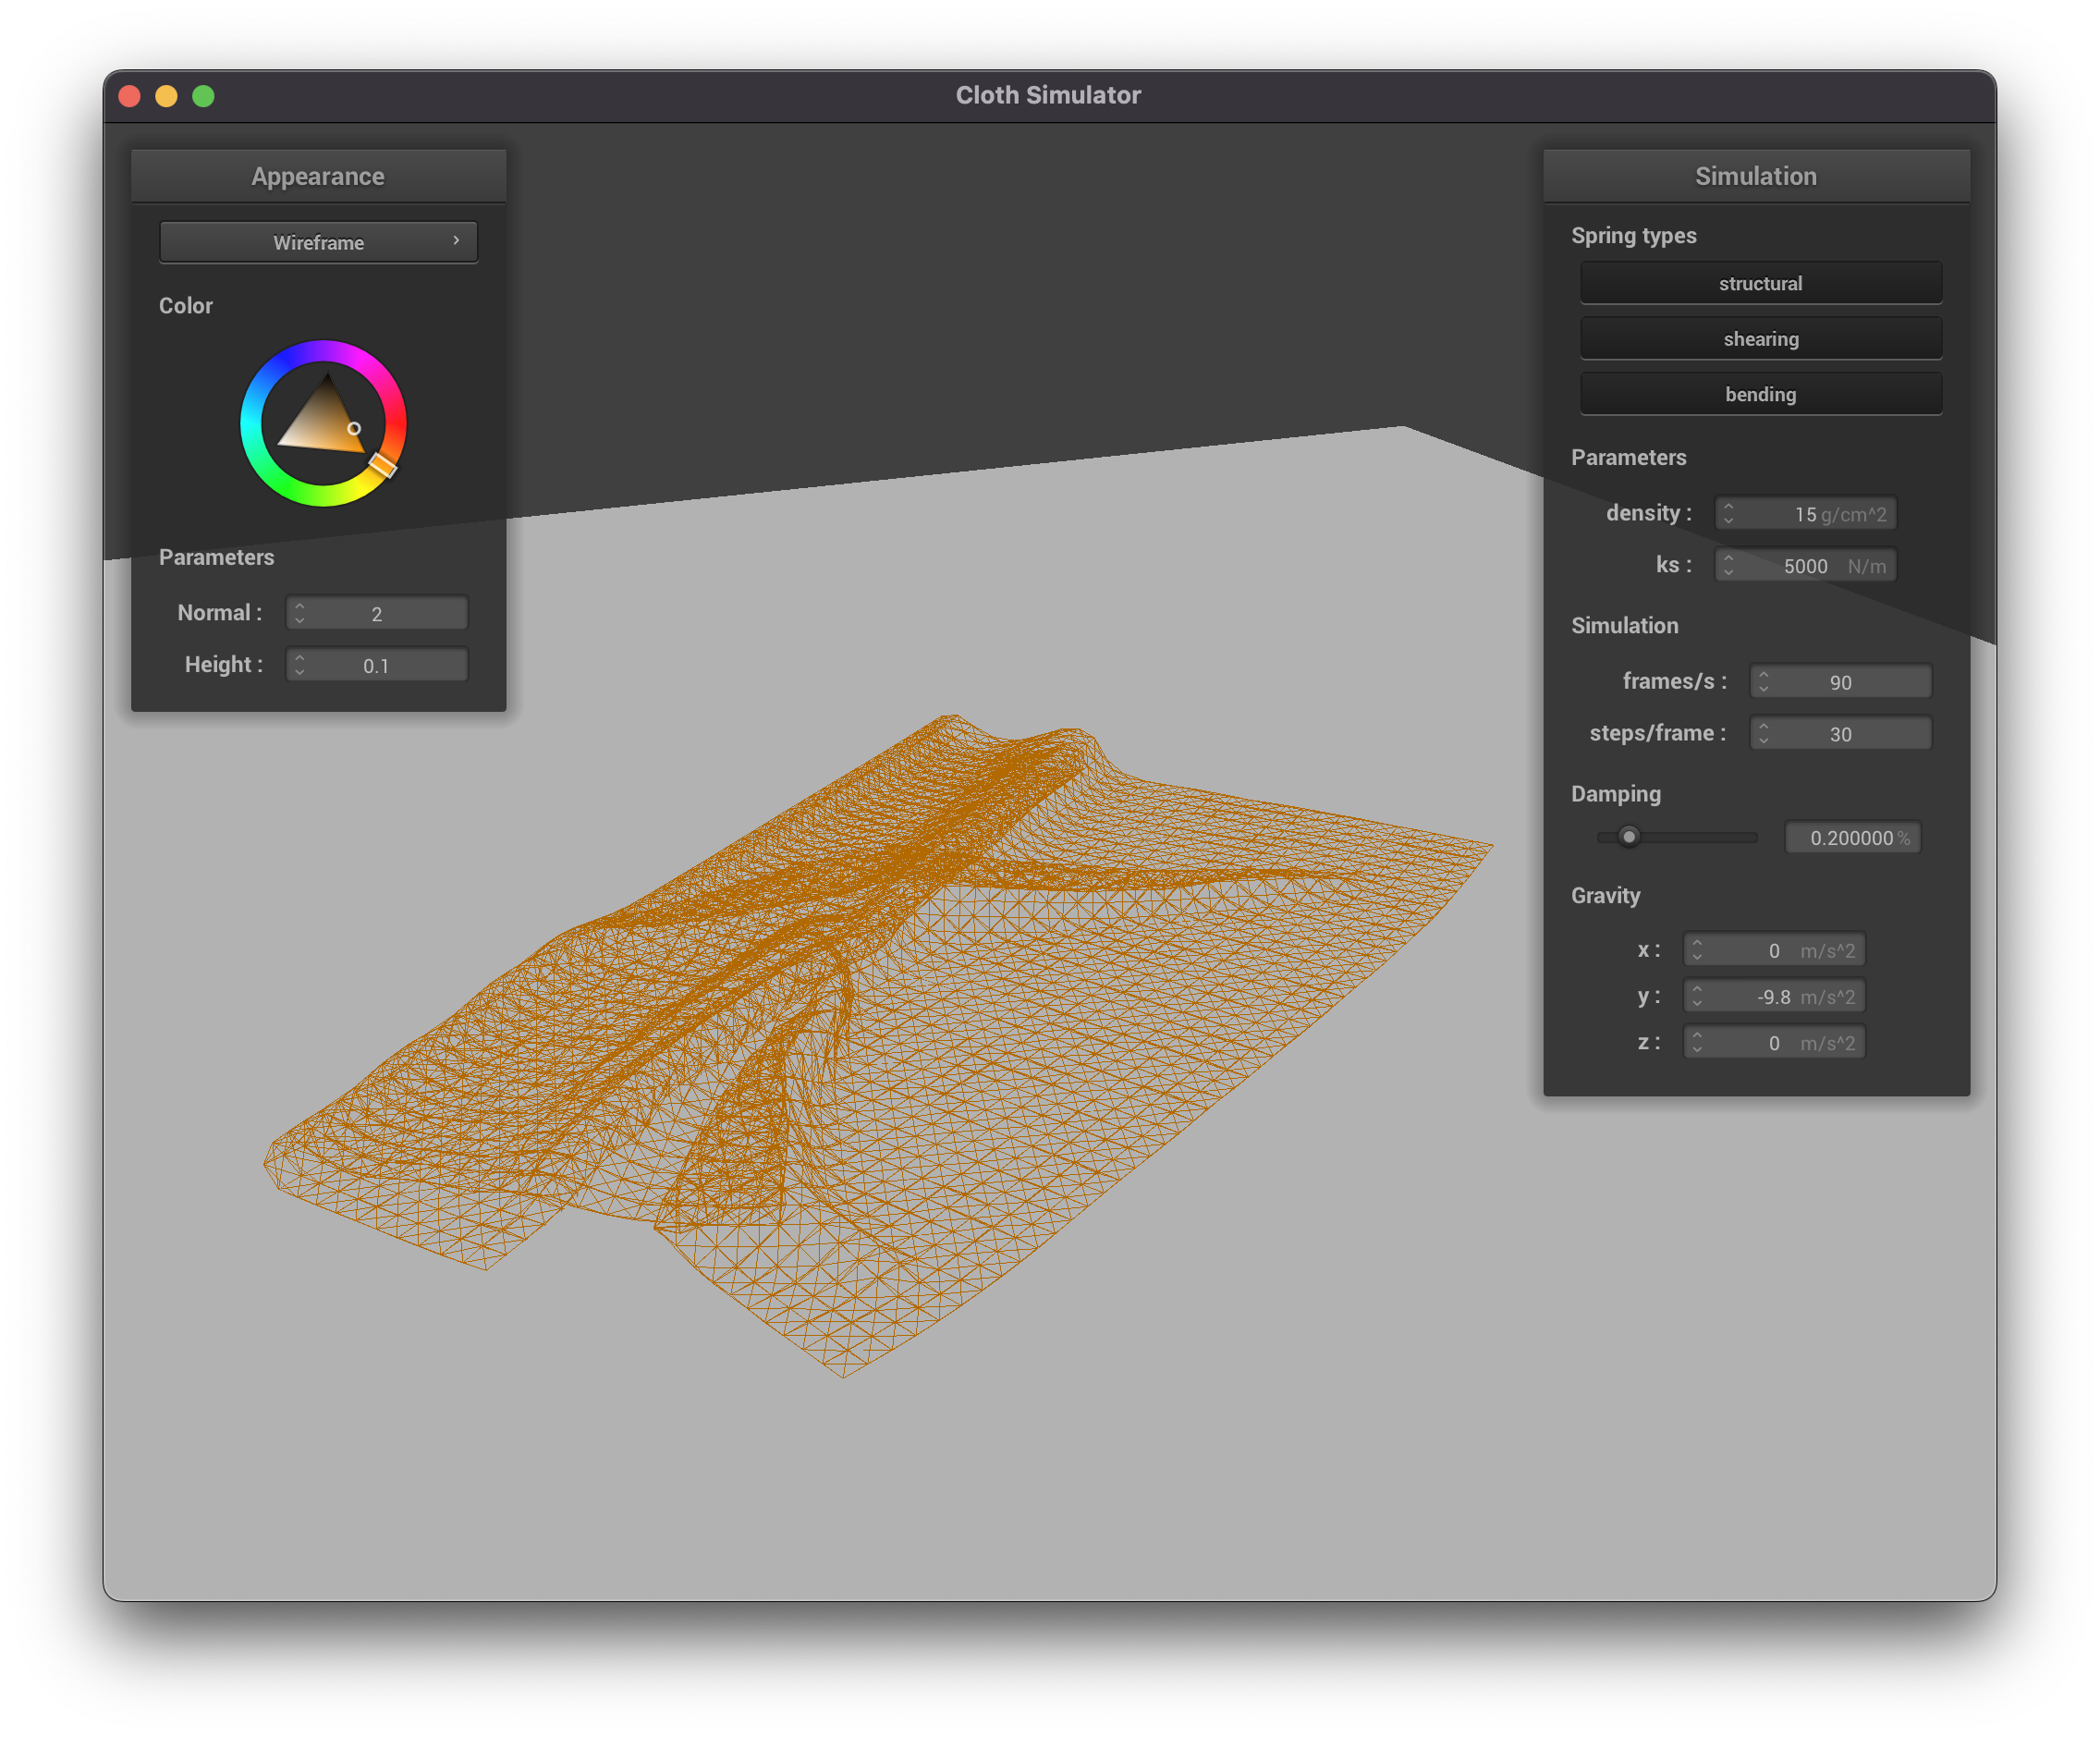 Cloth Simulator
Appearance
Wireframe
Color
Parameters
Normal : 2
Height : 0.1
Simulation
Spring types
structural
shearing
bending
Parameters
density : 15 g/cm^2
ks : 5000 N/m
Simulation
frames/s : 90
steps/frame : 30
Damping
0.200000 %
Gravity
x : 0 m/s^2
y : -9.8 m/s^2
z : 0 m/s^2